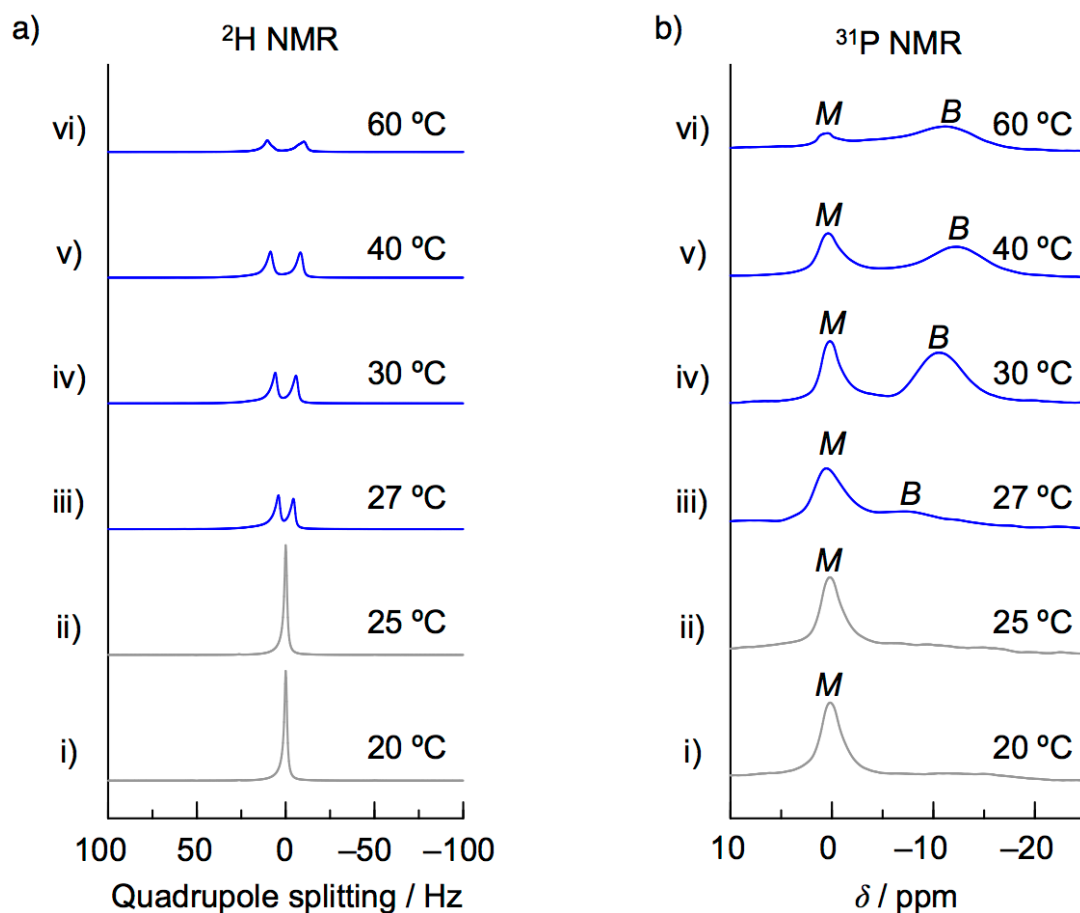 a)
²H NMR
vi)
60 ºC
v)
40 ºC
iv)
30 ºC
iii)
27 ºC
ii)
25 ºC
i)
20 ºC
100 50 0 –50 –100
Quadrupole splitting / Hz
b)
³¹P NMR
vi)
M B 60 ºC
v)
M B 40 ºC
iv)
M B 30 ºC
iii)
M B 27 ºC
ii)
M 25 ºC
i)
M 20 ºC
10 0 –10 –20
δ / ppm